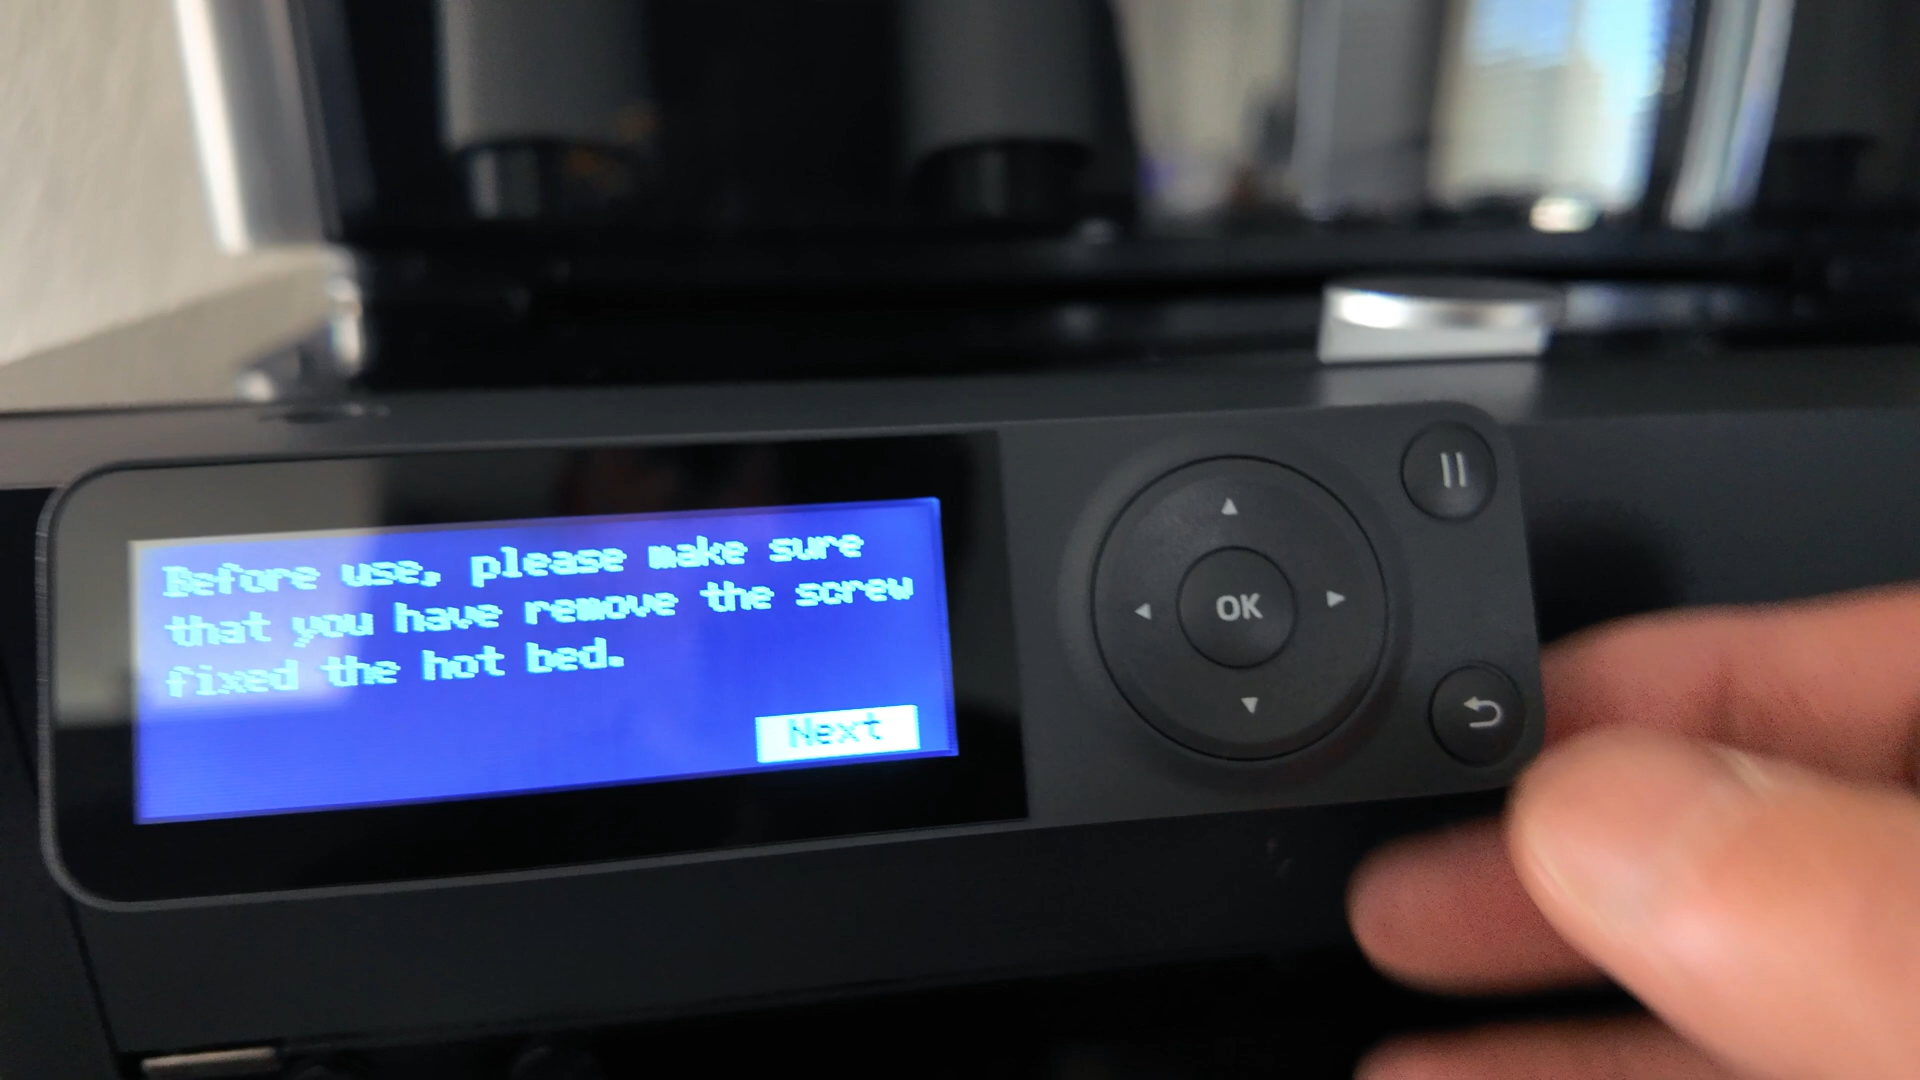 Before use, please make sure
that you have remove the screw
fixed the hot bed.
Next
OK